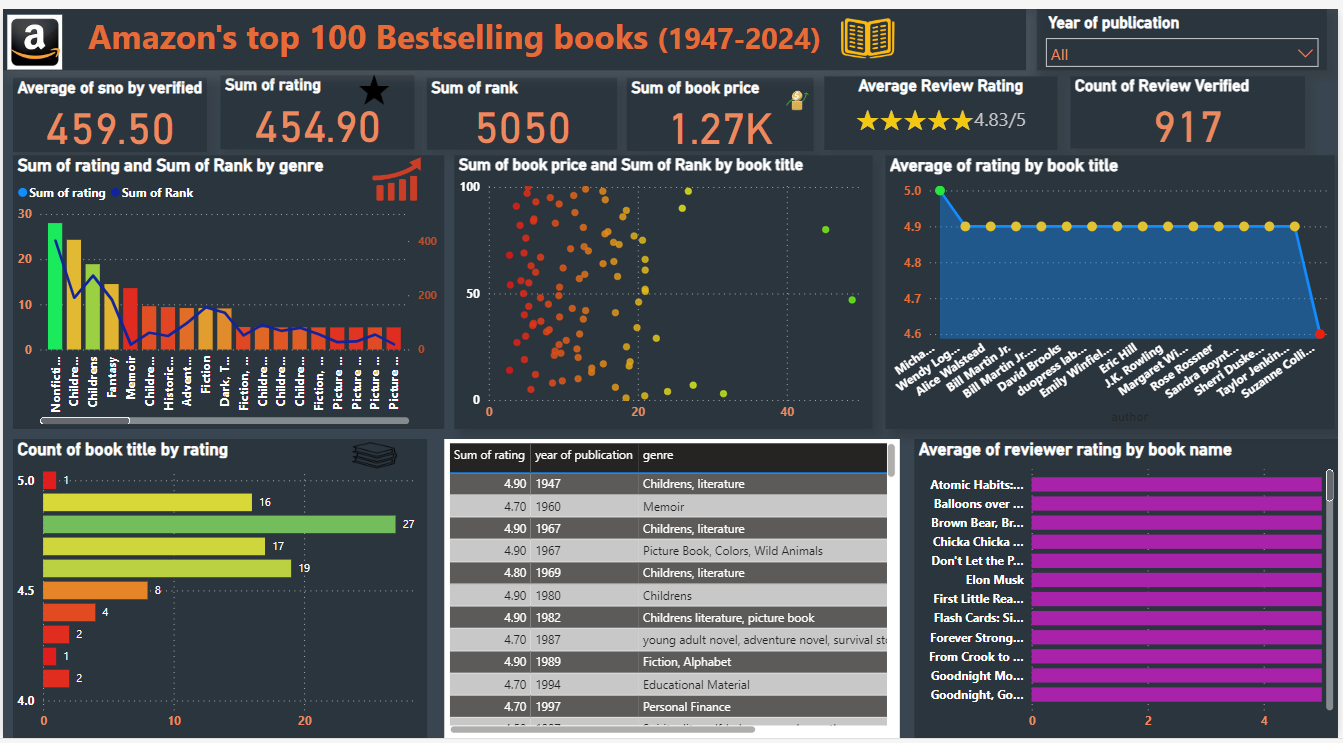 a
Amazon's top 100 Bestselling books (1947-2024)
Year of publication
All
Average of sno by verified
459.50
Sum of rating
454.90
Sum of rank
5050
Sum of book price
1.27K
Average Review Rating
4.83/5
Count of Review Verified
917
Sum of rating and Sum of Rank by genre
Sum of rating Sum of Rank
30
20
10
0
400
200
0
Nonficti...
Childre...
Childrens
Fantasy
Memoir
Childre...
Historic...
Advent...
Fiction
Dark, T...
Fiction, ...
Childre...
Childre...
Childre...
Fiction, ...
Picture ...
Picture ...
Picture ...
Picture ...
Sum of book price and Sum of Rank by book title
100
50
0
0 20 40
Average of rating by book title
5.0
4.9
4.8
4.7
4.6
Micha...
Wendy Log...
Alice Walstead
Bill Martin Jr.
Bill Martin Jr....
David Brooks
duopress lab...
Emily Winfiel...
Eric Hill
J.K. Rowling
Margaret Wi...
Rose Rossner
Sandra Boynt...
Sherri Duske...
Taylor Jenkin...
Suzanne Colli...
author
Count of book title by rating
5.0
4.5
4.0
1
16
27
17
19
8
4
2
1
2
0 10 20
Sum of rating year of publication genre
4.90 1947 Childrens, literature
4.70 1960 Memoir
4.90 1967 Childrens, literature
4.90 1967 Picture Book, Colors, Wild Animals
4.80 1969 Childrens, literature
4.90 1980 Childrens
4.90 1982 Childrens literature, picture book
4.70 1987 young adult novel, adventure novel, survival sto
4.90 1989 Fiction, Alphabet
4.70 1994 Educational Material
4.70 1997 Personal Finance
Average of reviewer rating by book name
Atomic Habits:...
Balloons over ...
Brown Bear, Br...
Chicka Chicka ...
Don't Let the P...
Elon Musk
First Little Rea...
Flash Cards: Si...
Forever Strong...
From Crook to ...
Goodnight Mo...
Goodnight, Go...
0 2 4